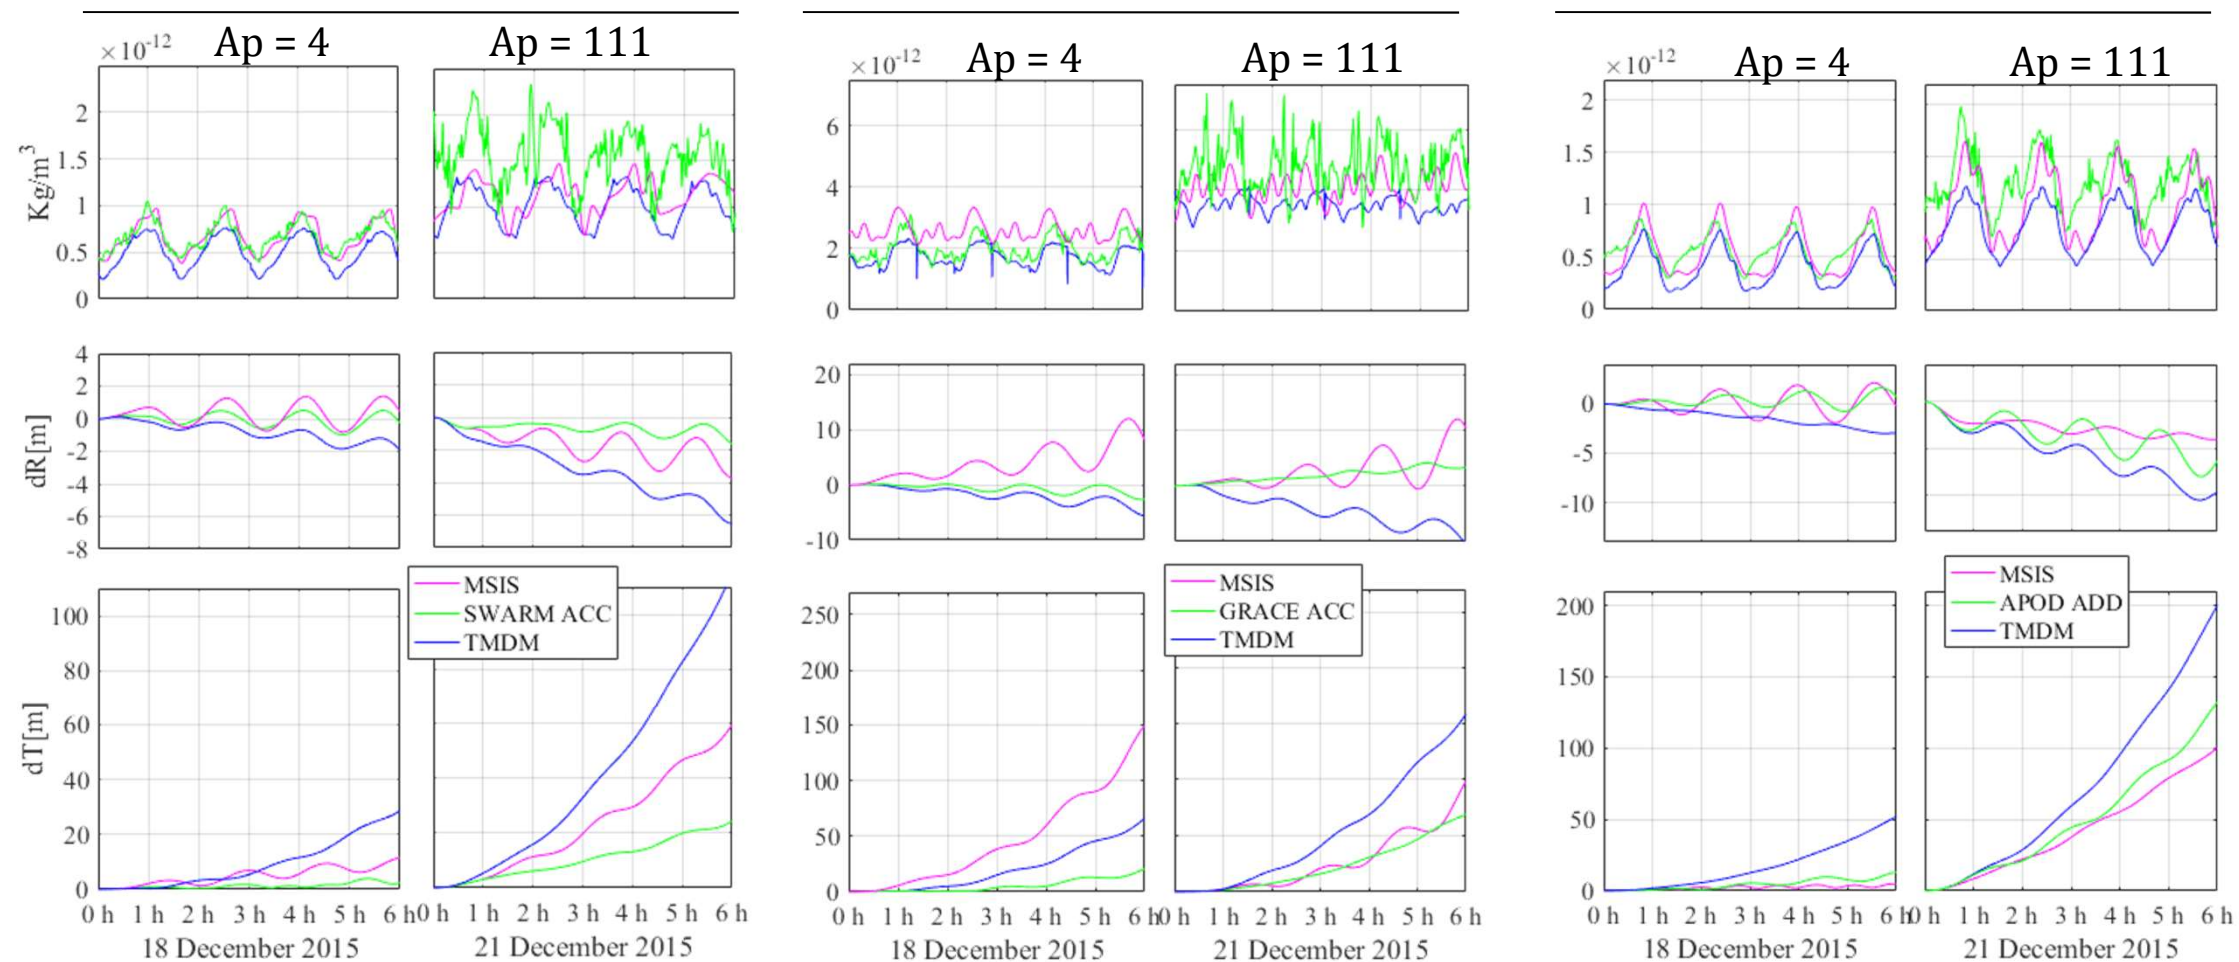 Ap = 4
Ap = 111
Ap = 4
Ap = 111
Ap = 4
Ap = 111
×10⁻¹²
×10⁻¹²
×10⁻¹²
Kg/m³
2
1.5
1
0.5
0
6
4
2
0
2
1.5
1
0.5
0
dR[m]
4
2
0
-2
-4
-6
-8
20
10
0
-10
0
-5
-10
MSIS
SWARM ACC
TMDM
MSIS
GRACE ACC
TMDM
MSIS
APOD ADD
TMDM
dT[m]
100
80
60
40
20
0
250
200
150
100
50
0
200
150
100
50
0
0 h 1 h 2 h 3 h 4 h 5 h 6 h
0 h 1 h 2 h 3 h 4 h 5 h 6 h
0 h 1 h 2 h 3 h 4 h 5 h 6 h
0 h 1 h 2 h 3 h 4 h 5 h 6 h
0 h 1 h 2 h 3 h 4 h 5 h 6 h
0 h 1 h 2 h 3 h 4 h 5 h 6 h
18 December 2015
21 December 2015
18 December 2015
21 December 2015
18 December 2015
21 December 2015